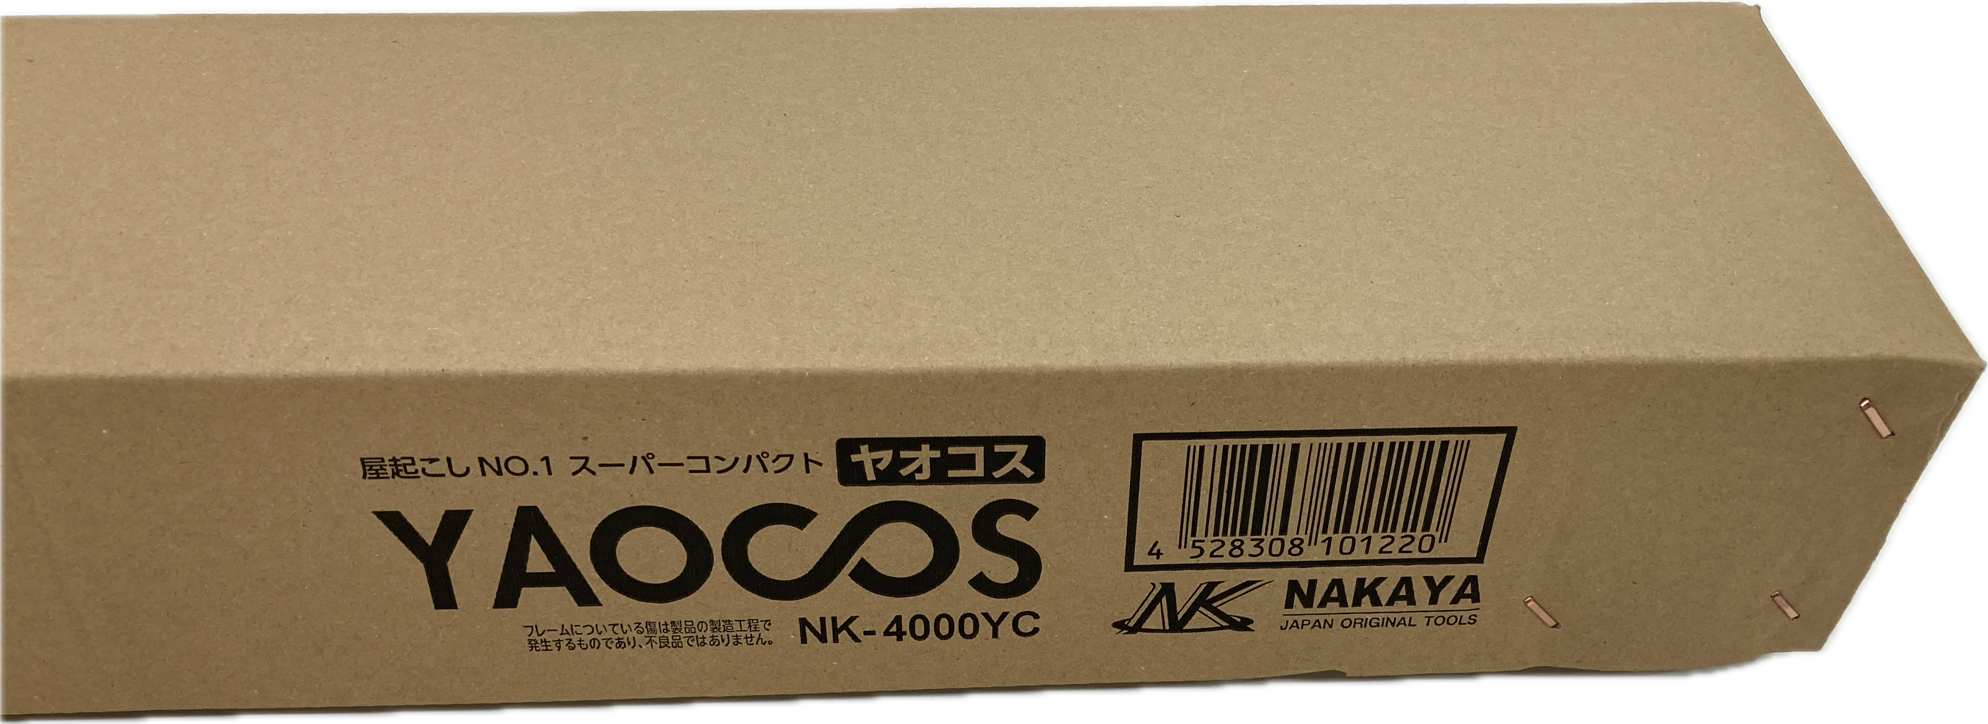 屋起こしNO.1 スーパーコンパクト ヤオコス
YAOCOS
フレームについている傷は製品の製造工程で
発生するものであり、不良品ではありません。
NK-4000YC
4 528308 101220
NK NAKAYA
JAPAN ORIGINAL TOOLS